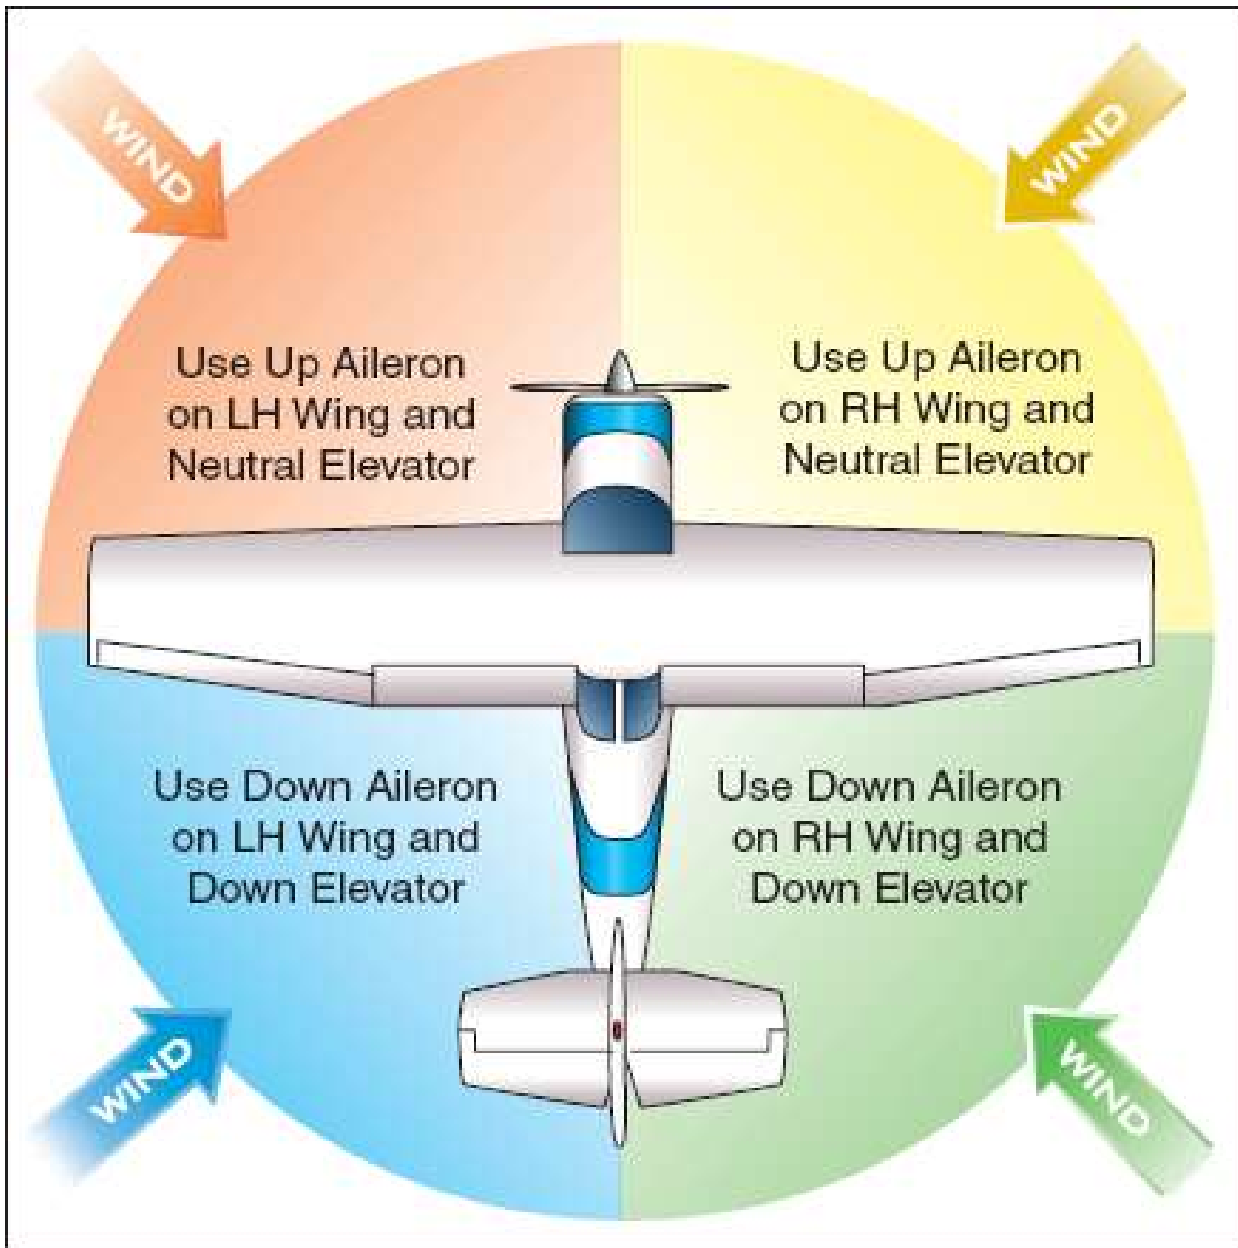 WIND
WIND
Use Up Aileron
on LH Wing and
Neutral Elevator
Use Up Aileron
on RH Wing and
Neutral Elevator
Use Down Aileron
on LH Wing and
Down Elevator
Use Down Aileron
on RH Wing and
Down Elevator
WIND
WIND